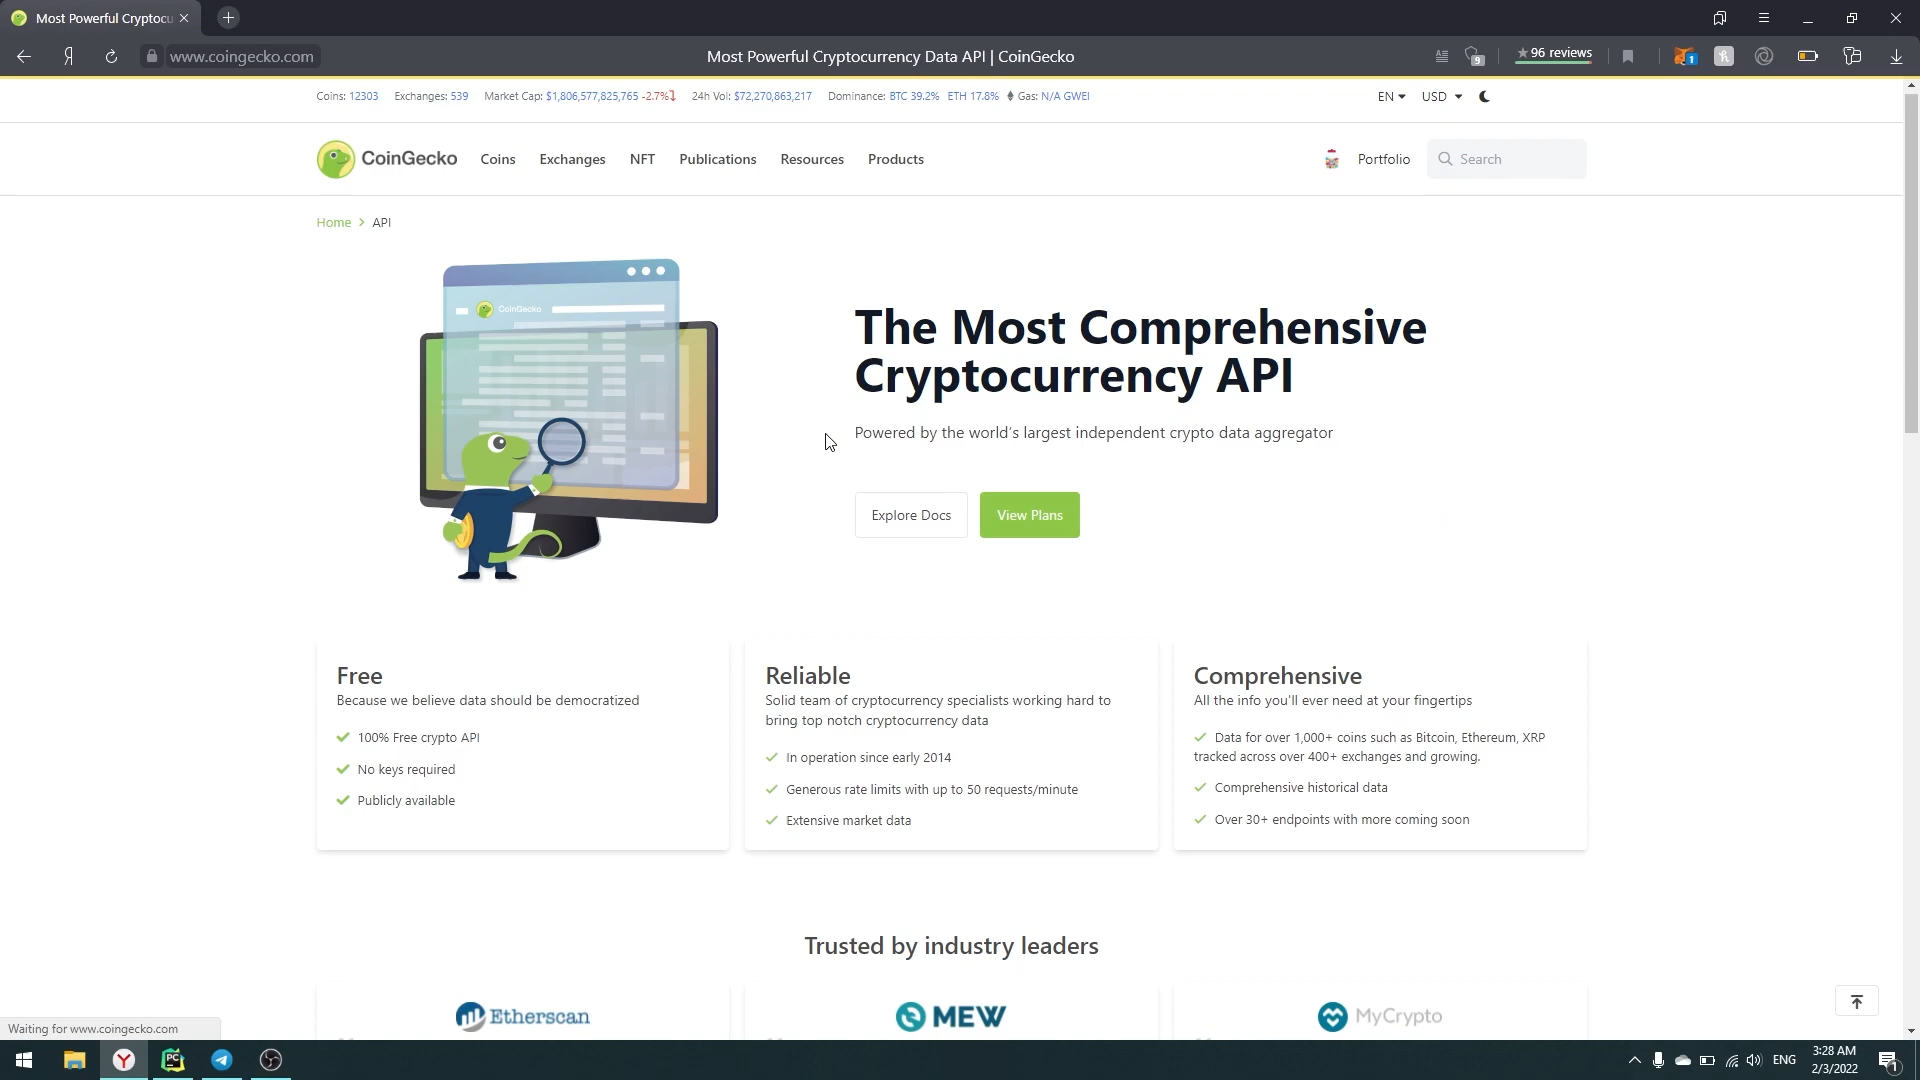 Most Powerful Cryptocu
www.coingecko.com
Most Powerful Cryptocurrency Data API | CoinGecko
9
★96 reviews
1
Coins: 12303 Exchanges: 539 Market Cap: $1,806,577,825,765 -2.7% 24h Vol: $72,270,863,217 Dominance: BTC 39.2% ETH 17.8% Gas: N/A GWEI
EN USD
CoinGecko Coins Exchanges NFT Publications Resources Products
Portfolio Search
Home > API
CoinGecko
The Most Comprehensive
Cryptocurrency API
Powered by the world's largest independent crypto data aggregator
Explore Docs View Plans
Free
Because we believe data should be democratized
100% Free crypto API
No keys required
Publicly available
Reliable
Solid team of cryptocurrency specialists working hard to
bring top notch cryptocurrency data
In operation since early 2014
Generous rate limits with up to 50 requests/minute
Extensive market data
Comprehensive
All the info you'll ever need at your fingertips
Data for over 1,000+ coins such as Bitcoin, Ethereum, XRP
tracked across over 400+ exchanges and growing.
Comprehensive historical data
Over 30+ endpoints with more coming soon
Trusted by industry leaders
Etherscan
MEW
MyCrypto
Waiting for www.coingecko.com
PC
ENG
3:28 AM
2/3/2022
1